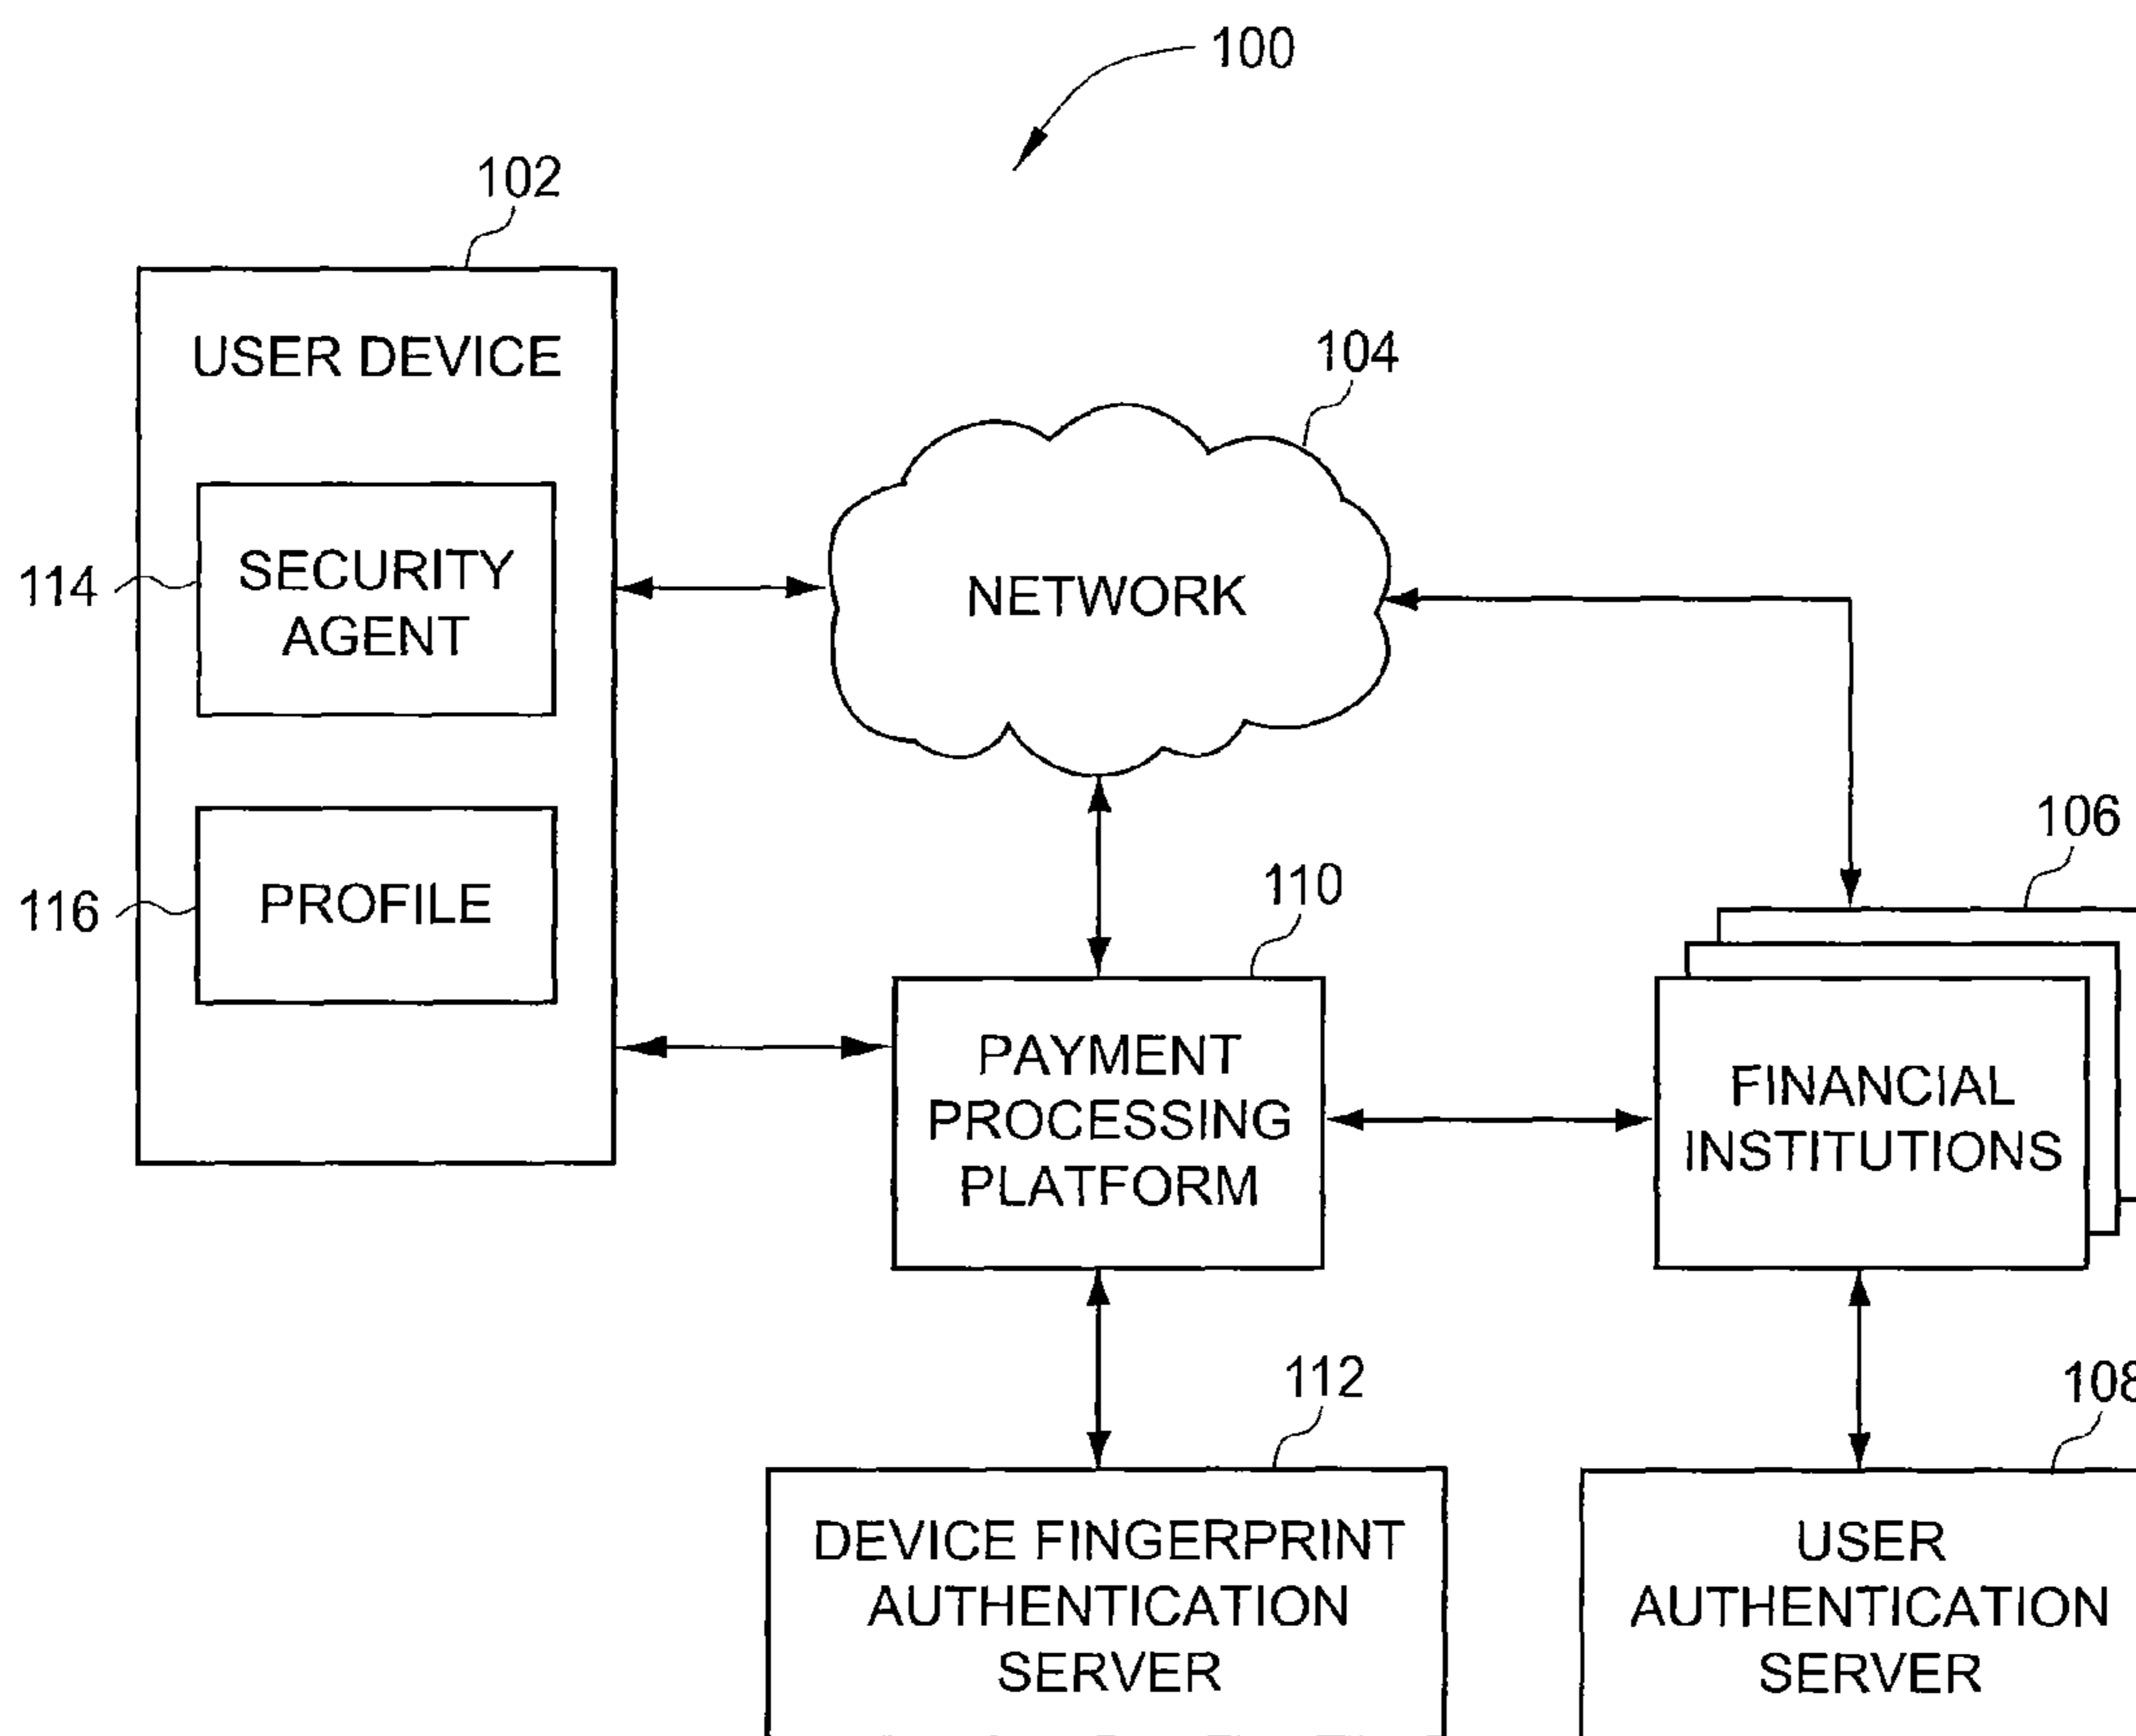 100
102
USER DEVICE
104
114
SECURITY
AGENT
NETWORK
106
116
PROFILE
110
PAYMENT
PROCESSING
PLATFORM
FINANCIAL
INSTITUTIONS
112
108
DEVICE FINGERPRINT
AUTHENTICATION
SERVER
USER
AUTHENTICATION
SERVER